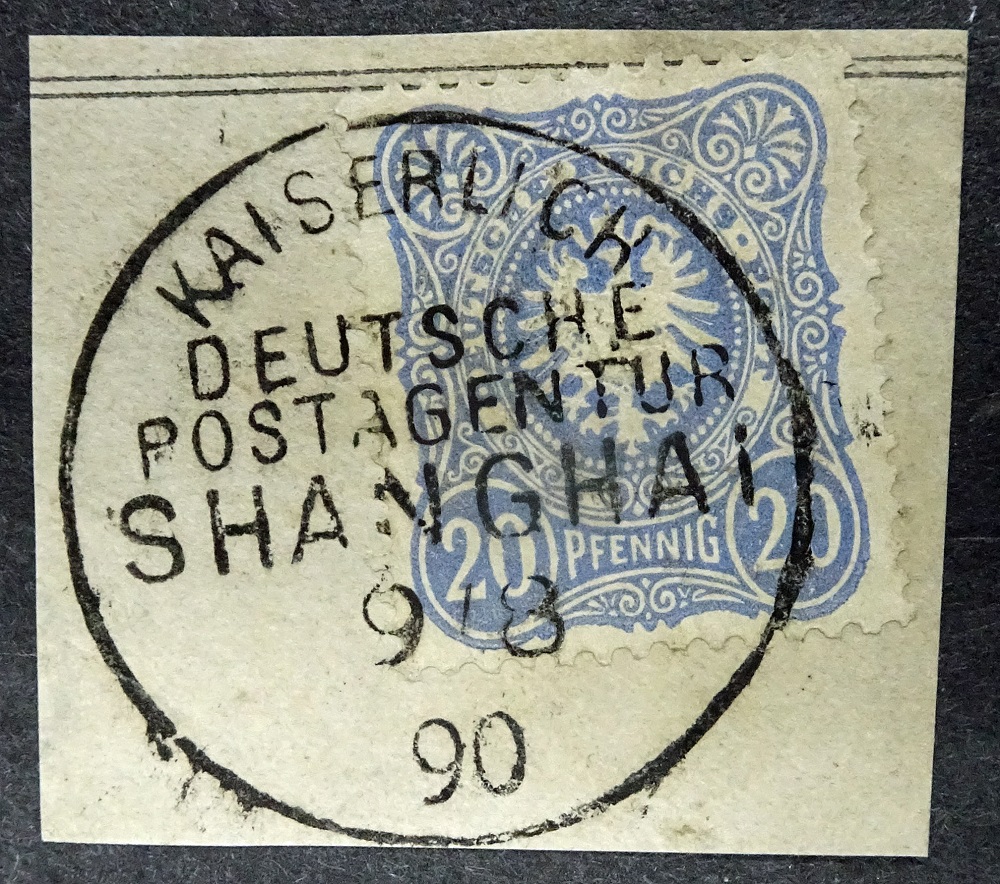 KAISERLICH
DEUTSCHE
POSTAGENTUR
SHANGHAi
9/8
90
20 PFENNIG 20